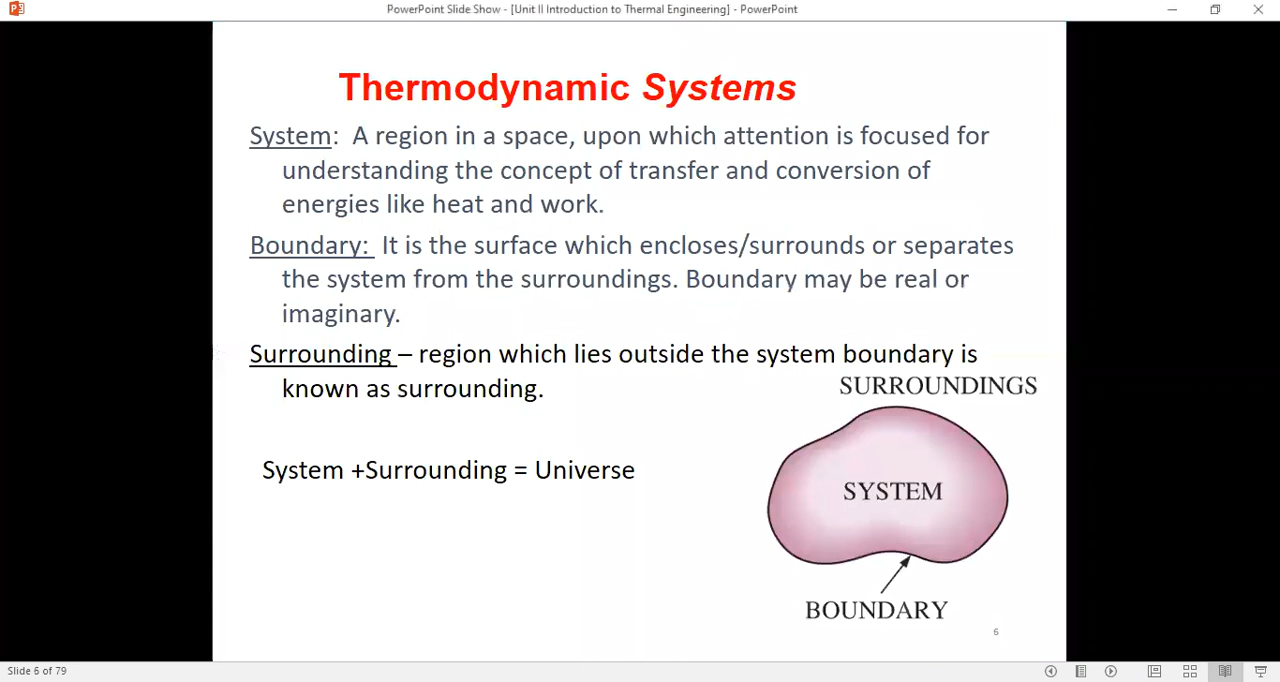 PowerPoint Slide Show - [Unit II Introduction to Thermal Engineering] - PowerPoint
Thermodynamic Systems
System:  A region in a space, upon which attention is focused for
understanding the concept of transfer and conversion of
energies like heat and work.
Boundary:  It is the surface which encloses/surrounds or separates
the system from the surroundings. Boundary may be real or
imaginary.
Surrounding – region which lies outside the system boundary is
known as surrounding.
SURROUNDINGS
System +Surrounding = Universe
SYSTEM
BOUNDARY
6
Slide 6 of 79